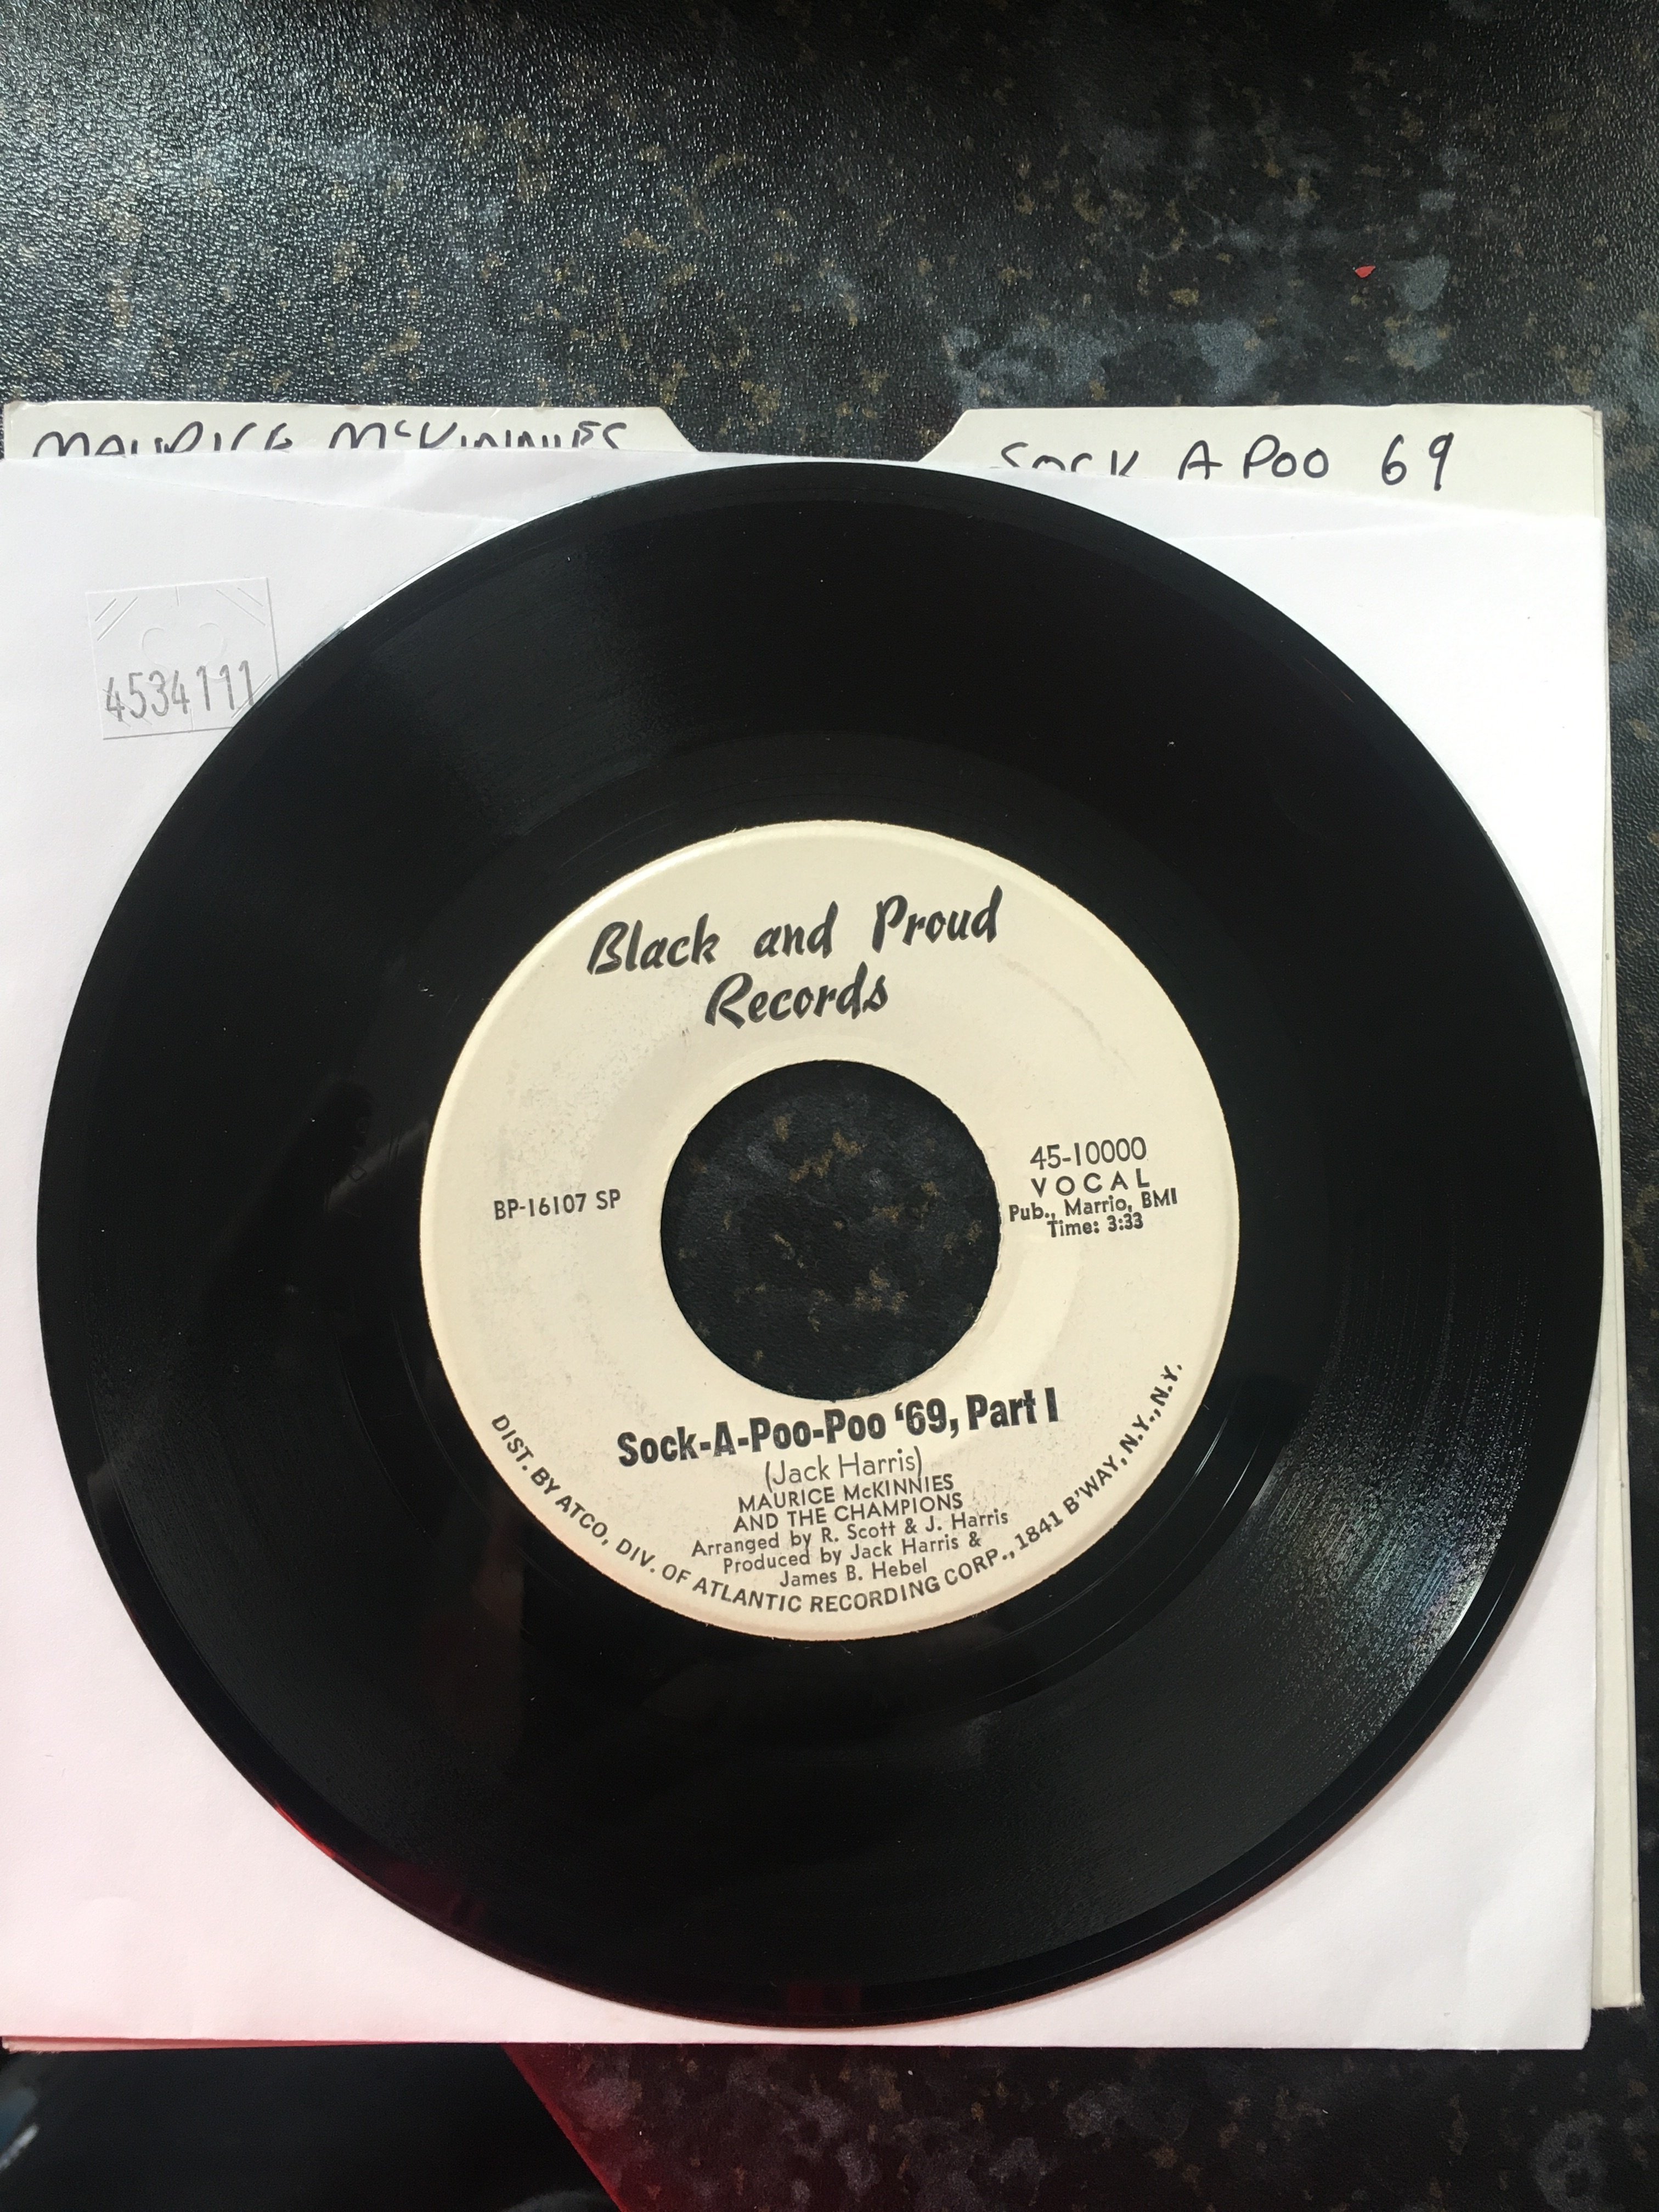 MAURICE McKINNIES
SOCK A POO 69
4534111
Black and Proud
Records
BP-16107 SP
45-10000
VOCAL
Pub., Marrio, BMI
Time: 3:33
Sock-A-Poo-Poo ‘69, Part I
(Jack Harris)
MAURICE McKINNIES
AND THE CHAMPIONS
Arranged by R. Scott & J. Harris
Produced by Jack Harris &
James B. Hebel
DIST. BY ATCO, DIV. OF ATLANTIC RECORDING CORP., 1841 B'WAY, N.Y., N.Y.